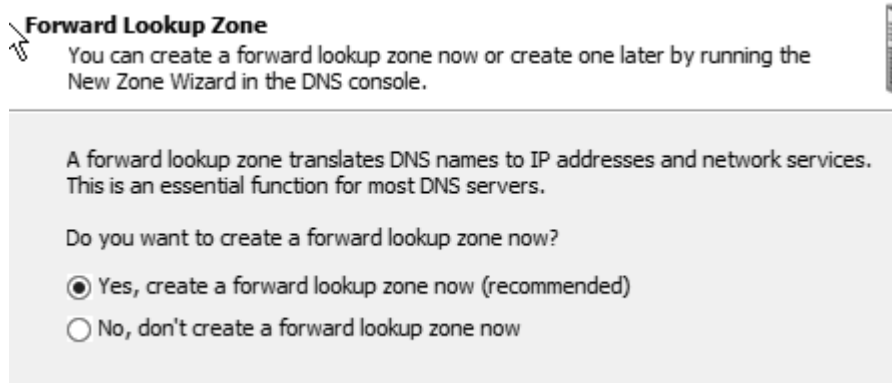 Forward Lookup Zone
You can create a forward lookup zone now or create one later by running the
New Zone Wizard in the DNS console.
A forward lookup zone translates DNS names to IP addresses and network services.
This is an essential function for most DNS servers.
Do you want to create a forward lookup zone now?
Yes, create a forward lookup zone now (recommended)
No, don't create a forward lookup zone now